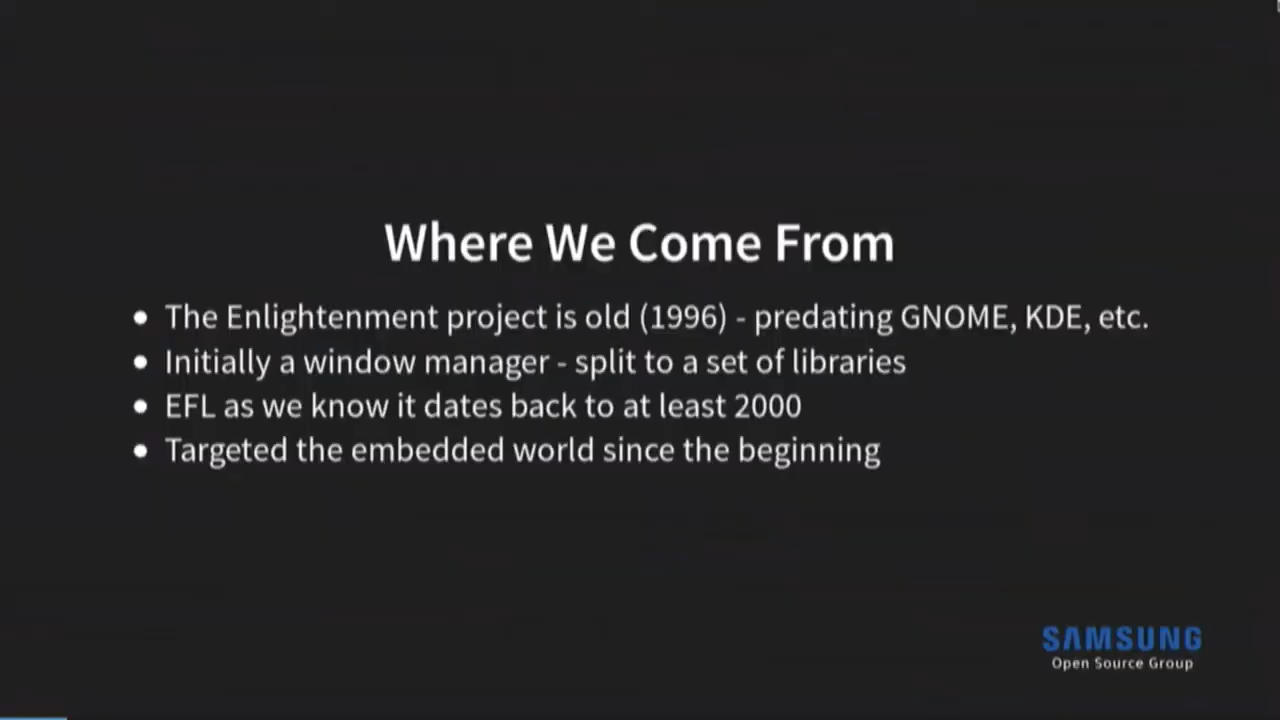 Where We Come From
The Enlightenment project is old (1996) - predating GNOME, KDE, etc.
Initially a window manager - split to a set of libraries
EFL as we know it dates back to at least 2000
Targeted the embedded world since the beginning
SAMSUNG
Open Source Group